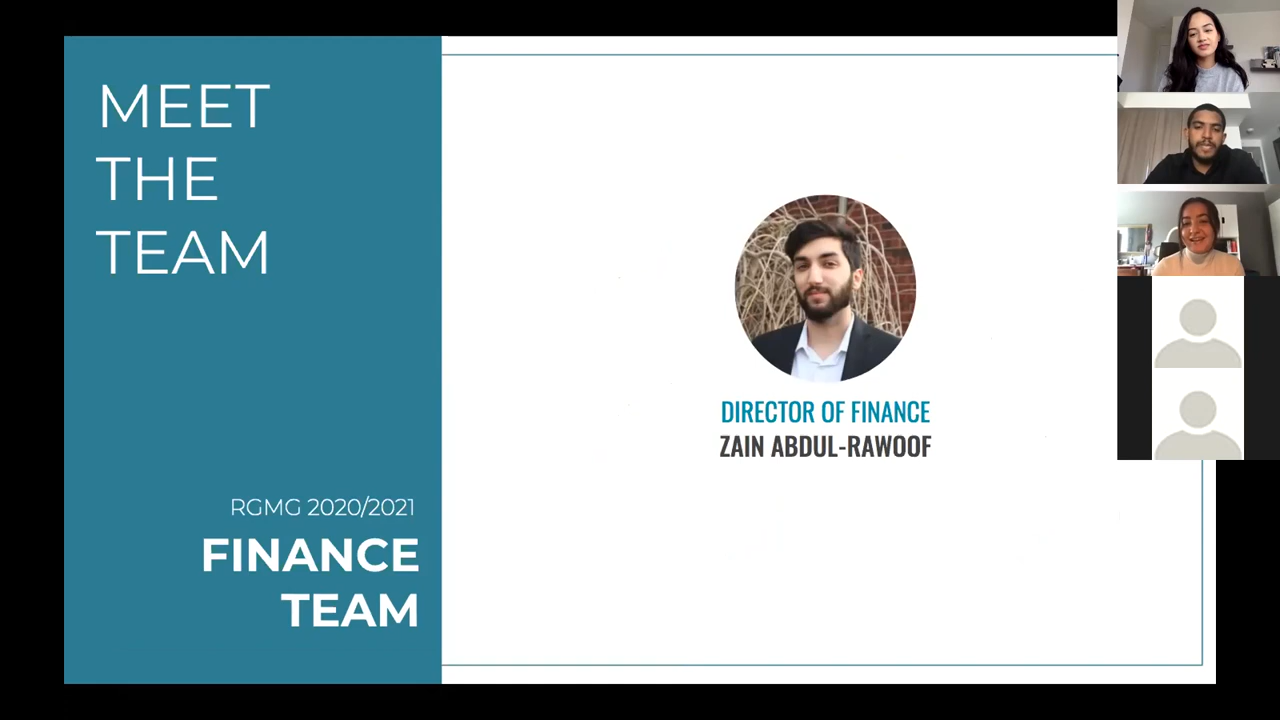 MEET
THE
TEAM
RGMG 2020/2021
FINANCE
TEAM
DIRECTOR OF FINANCE
ZAIN ABDUL-RAWOOF